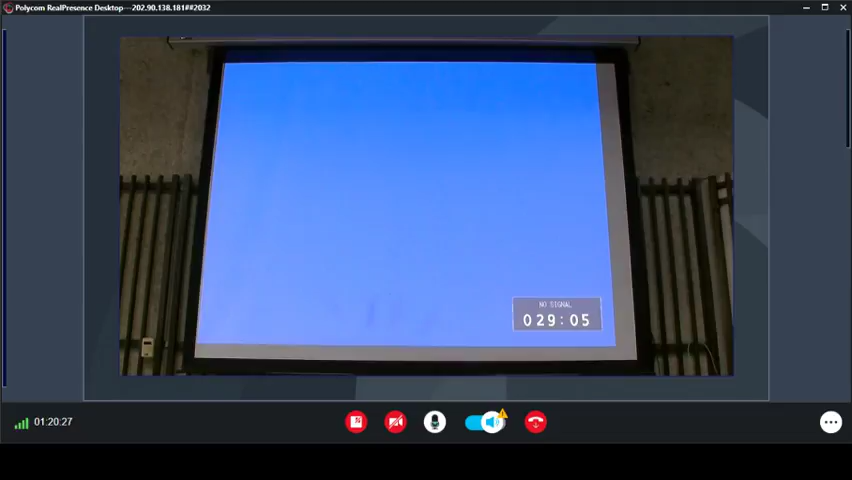 Polycom RealPresence Desktop---202.90.138.181##2032
NO SIGNAL
029:05
01:20:27